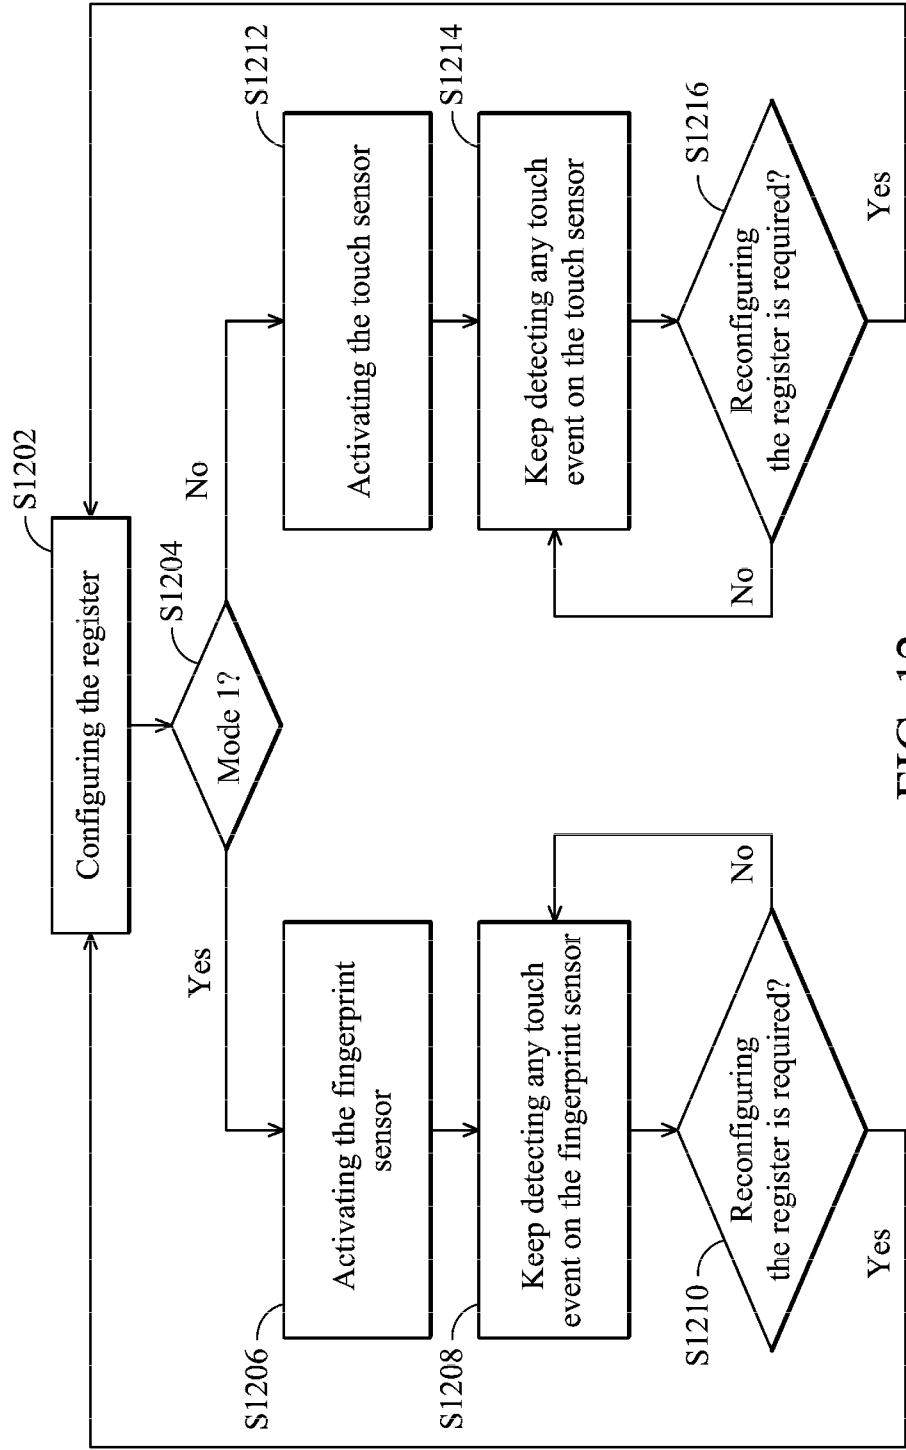 S1202
Configuring the register
S1204
Mode 1?
Yes
No
S1206
Activating the fingerprint
sensor
S1212
Activating the touch sensor
S1208
Keep detecting any touch
event on the fingerprint sensor
S1214
Keep detecting any touch
event on the touch sensor
S1210
Reconfiguring
the register is required?
No
Yes
S1216
Reconfiguring
the register is required?
No
Yes